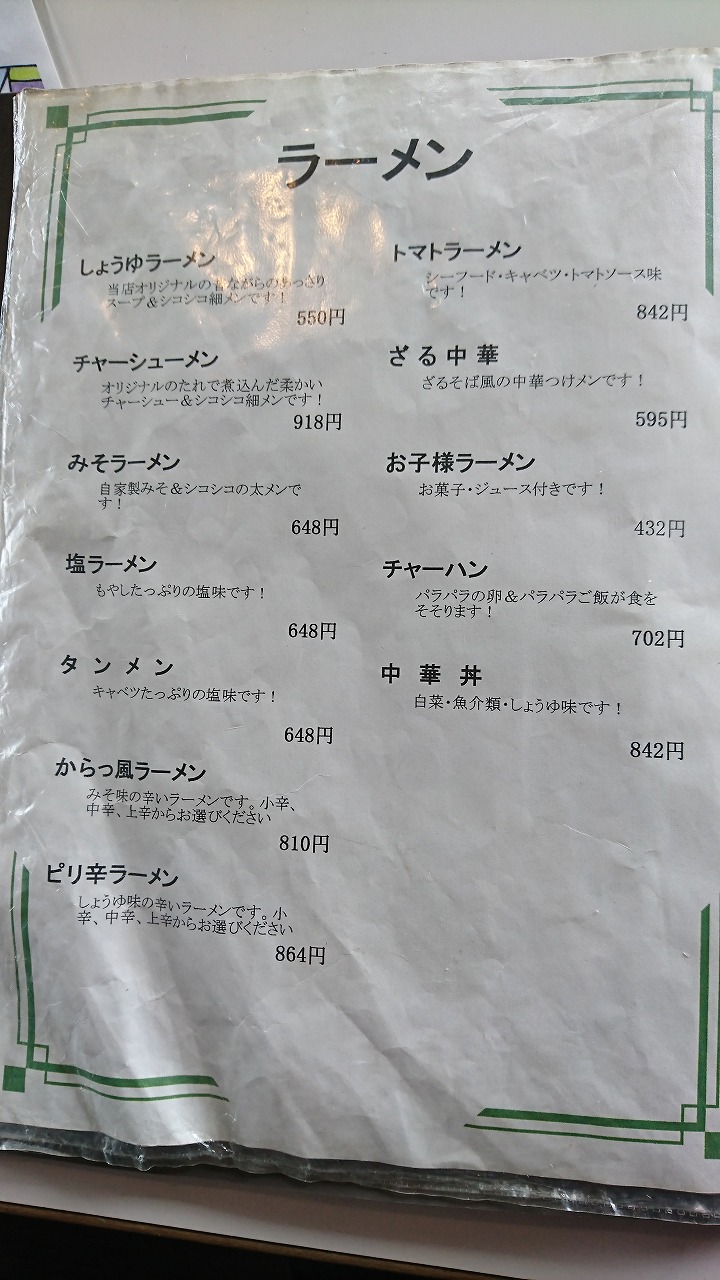 ラーメン
しょうゆラーメン
当店オリジナルの昔ながらのあっさり
スープ＆シコシコ細メンです！
550円
チャーシューメン
オリジナルのたれで煮込んだ柔かい
チャーシュー＆シコシコ細メンです！
918円
みそラーメン
自家製みそ＆シコシコの太メンで
す！
648円
塩ラーメン
もやしたっぷりの塩味です！
648円
タンメン
キャベツたっぷりの塩味です！
648円
からっ風ラーメン
みそ味の辛いラーメンです。小辛、
中辛、上辛からお選びください
810円
ピリ辛ラーメン
しょうゆ味の辛いラーメンです。小
辛、中辛、上辛からお選びください
864円
トマトラーメン
シーフード・キャベツ・トマトソース味
です！
842円
ざる中華
ざるそば風の中華つけメンです！
595円
お子様ラーメン
お菓子・ジュース付きです！
432円
チャーハン
パラパラの卵＆パラパラご飯が食を
そそります！
702円
中華丼
白菜・魚介類・しょうゆ味です！
842円